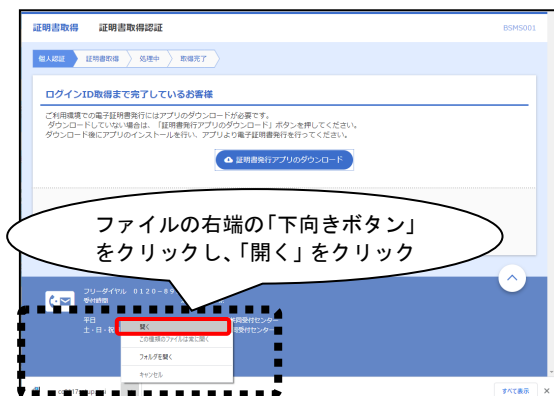 証明書取得 証明書取得認証
BSMS001
個人認証 証明書取得 処理中 取得完了
ログインID取得まで完了しているお客様
ご利用環境での電子証明書発行にはアプリのダウンロードが必要です。
ダウンロードしていない場合は、「証明書発行アプリのダウンロード」ボタンを押してください。
ダウンロード後にアプリのインストールを行い、アプリより電子証明書発行を行ってください。
証明書発行アプリのダウンロード
ファイルの右端の「下向きボタン」
をクリックし、「開く」をクリック
フリーダイヤル 0120-89
受付時間
平日
土・日・祝
開く
この種類のファイルは常に開く
フォルダを開く
キャンセル
すべて表示